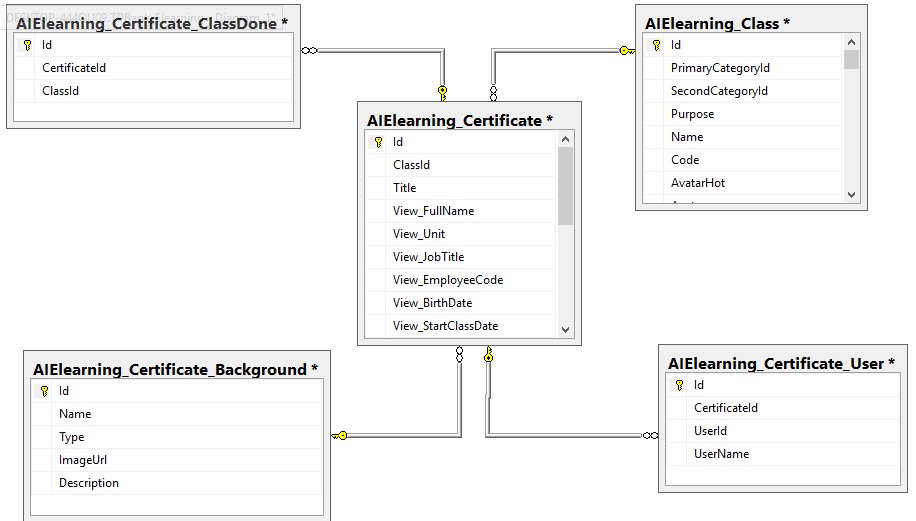 AIElearning_Certificate_ClassDone *
Id
CertificateId
ClassId
AIElearning_Class *
Id
PrimaryCategoryId
SecondCategoryId
Purpose
Name
Code
AvatarHot
AIElearning_Certificate *
Id
ClassId
Title
View_FullName
View_Unit
View_JobTitle
View_EmployeeCode
View_BirthDate
View_StartClassDate
AIElearning_Certificate_Background *
Id
Name
Type
ImageUrl
Description
AIElearning_Certificate_User *
Id
CertificateId
UserId
UserName